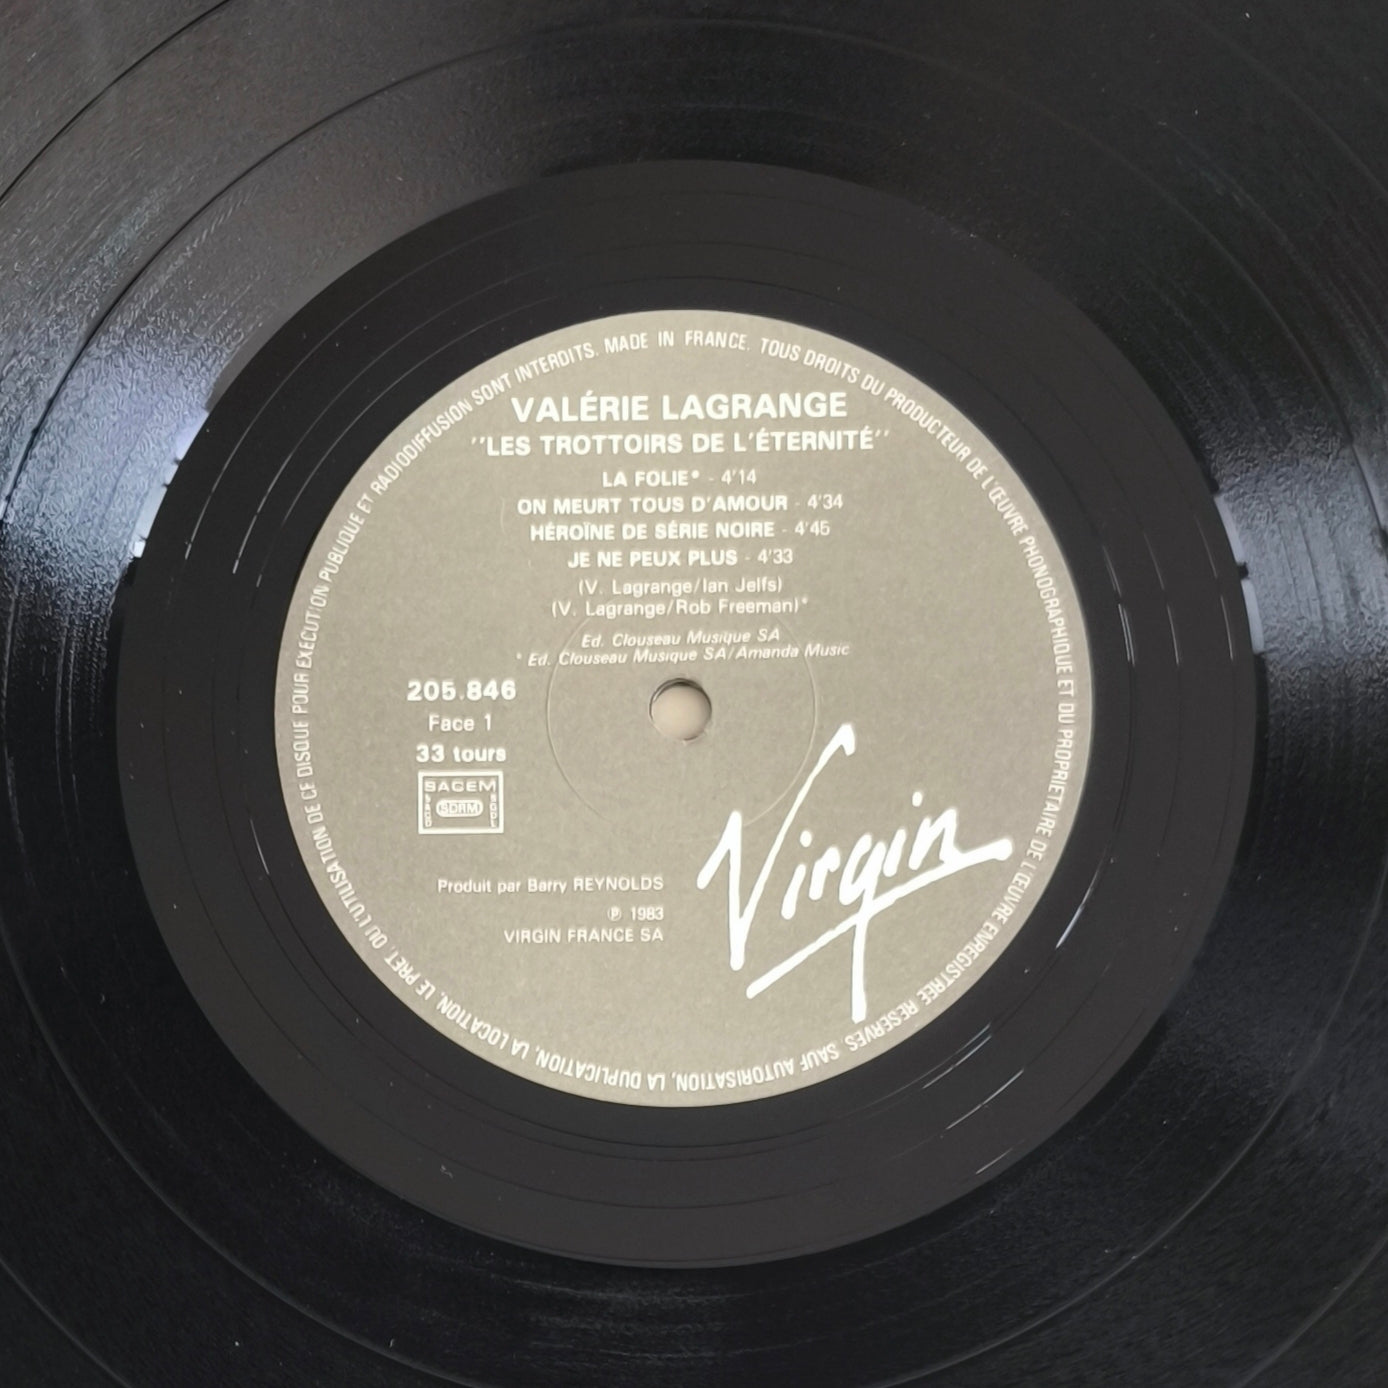 VALÉRIE LAGRANGE
"LES TROTTOIRS DE L'ÉTERNITÉ"
LA FOLIE* - 4'14
ON MEURT TOUS D'AMOUR - 4'34
HÉROÏNE DE SÉRIE NOIRE - 4'45
JE NE PEUX PLUS - 4'33
(V. Lagrange/Ian Jelfs)
(V. Lagrange/Rob Freeman)*
Ed. Clouseau Musique SA
* Ed. Clouseau Musique SA/Amanda Music
205.846
Face 1
33 tours
SACEM
SACD
SDRM
SGDL
Virgin
Produit par Barry REYNOLDS
℗ 1983
VIRGIN FRANCE SA
MADE IN FRANCE. TOUS DROITS DU PRODUCTEUR DE L'ŒUVRE PHONOGRAPHIQUE ET DU PROPRIETAIRE DE L'ŒUVRE ENREGISTREE RESERVES. SAUF AUTORISATION, LA DUPLICATION, LA LOCATION, LE PRET, OU L'UTILISATION DE CE DISQUE POUR EXECUTION PUBLIQUE ET RADIODIFFUSION SONT INTERDITS.